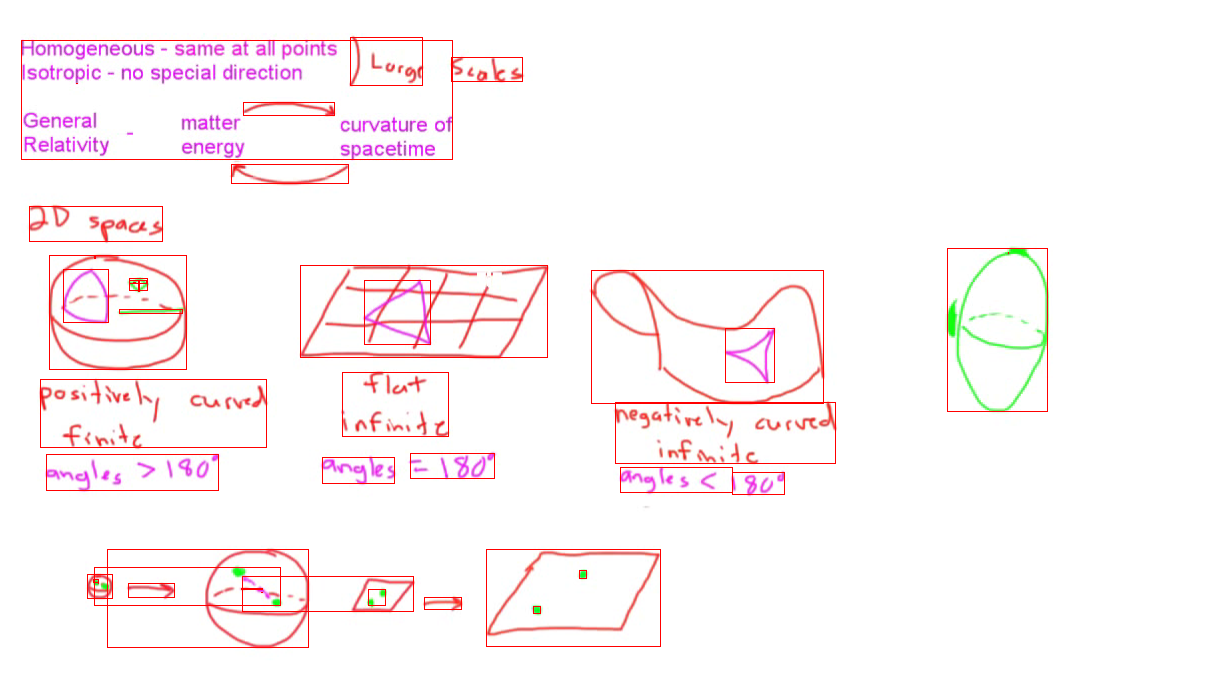 Homogeneous - same at all points
Isotropic - no special direction
Large Scales
General Relativity - matter energy curvature of spacetime
2D spaces
positively curved
finite
angles > 180°
flat
infinite
angles = 180°
negatively curved
infinite
angles < 180°